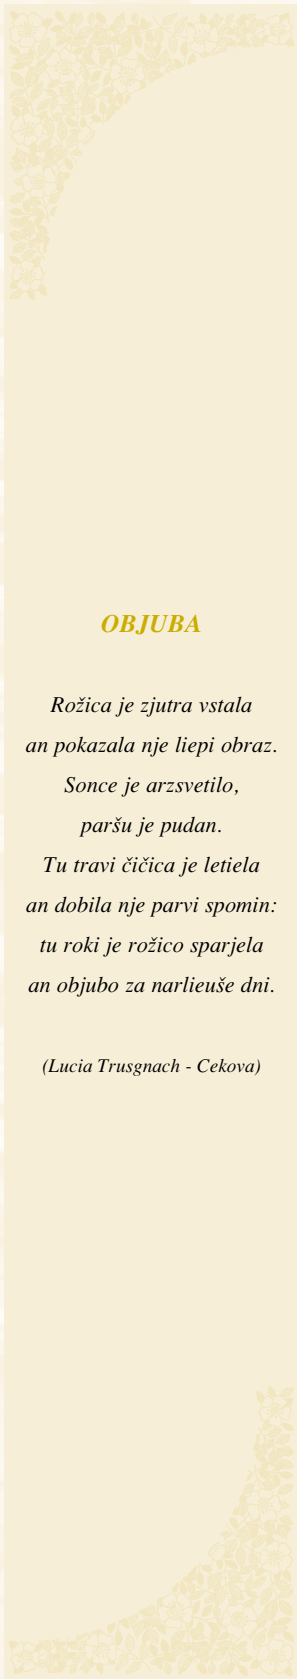 OBJUBA
Rožica je zjutra vstala
an pokazala nje liepi obraz.
Sonce je arzsvetilo,
paršu je pudan.
Tu travi čičica je letiela
an dobila nje parvi spomin:
tu roki je rožico sparjela
an objubo za narlieuše dni.
(Lucia Trusgnach - Cekova)